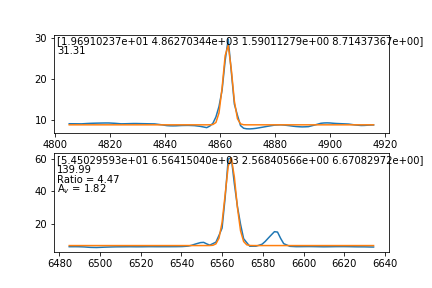 [1.96910237e+01 4.86270344e+03 1.59011279e+00 8.71437367e+00]
31.31
30
20
10
4800 4820 4840 4860 4880 4900 4920
[5.45029593e+01 6.56415040e+03 2.56840566e+00 6.67082972e+00]
139.99
Ratio = 4.47
Av = 1.82
60
40
20
6480 6500 6520 6540 6560 6580 6600 6620 6640